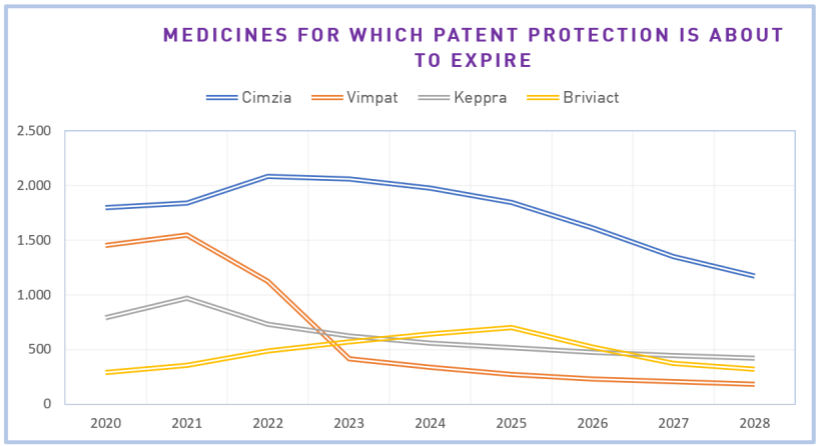 MEDICINES FOR WHICH PATENT PROTECTION IS ABOUT
TO EXPIRE
Cimzia Vimpat Keppra Briviact
2.500
2.000
1.500
1.000
500
0
2020 2021 2022 2023 2024 2025 2026 2027 2028